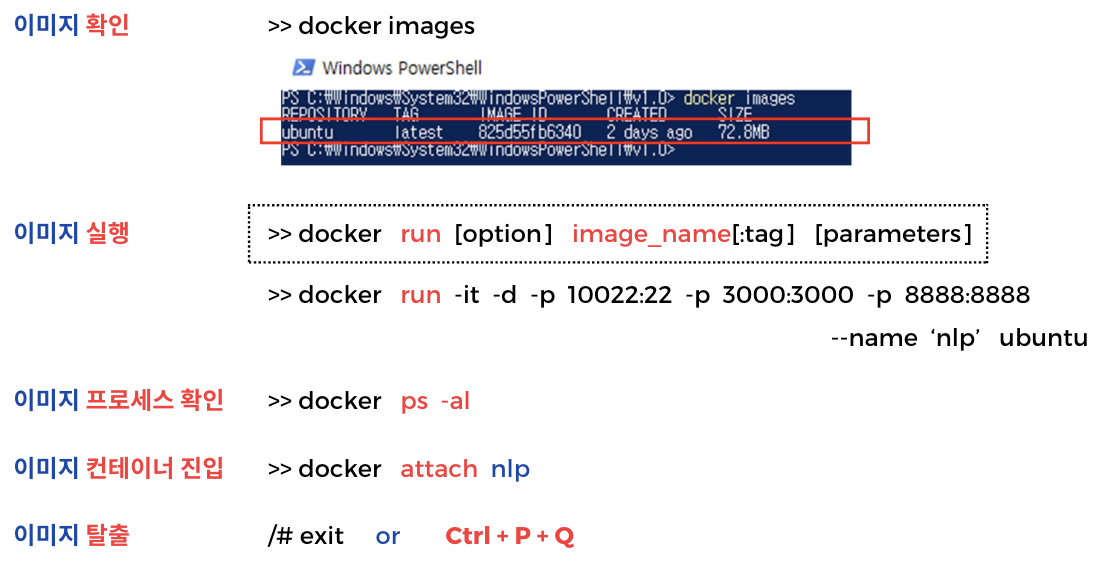 이미지 확인 >> docker images
Windows PowerShell
PS C:₩Windows₩System32₩WindowsPowerShell₩v1.0> docker images
REPOSITORY TAG IMAGE ID CREATED SIZE
ubuntu latest 825d55fb6340 2 days ago 72.8MB
PS C:₩Windows₩System32₩WindowsPowerShell₩v1.0>
이미지 실행 >> docker run [option] image_name[:tag] [parameters]
>> docker run -it -d -p 10022:22 -p 3000:3000 -p 8888:8888
--name ‘nlp’ ubuntu
이미지 프로세스 확인 >> docker ps -al
이미지 컨테이너 진입 >> docker attach nlp
이미지 탈출 /# exit or Ctrl + P + Q